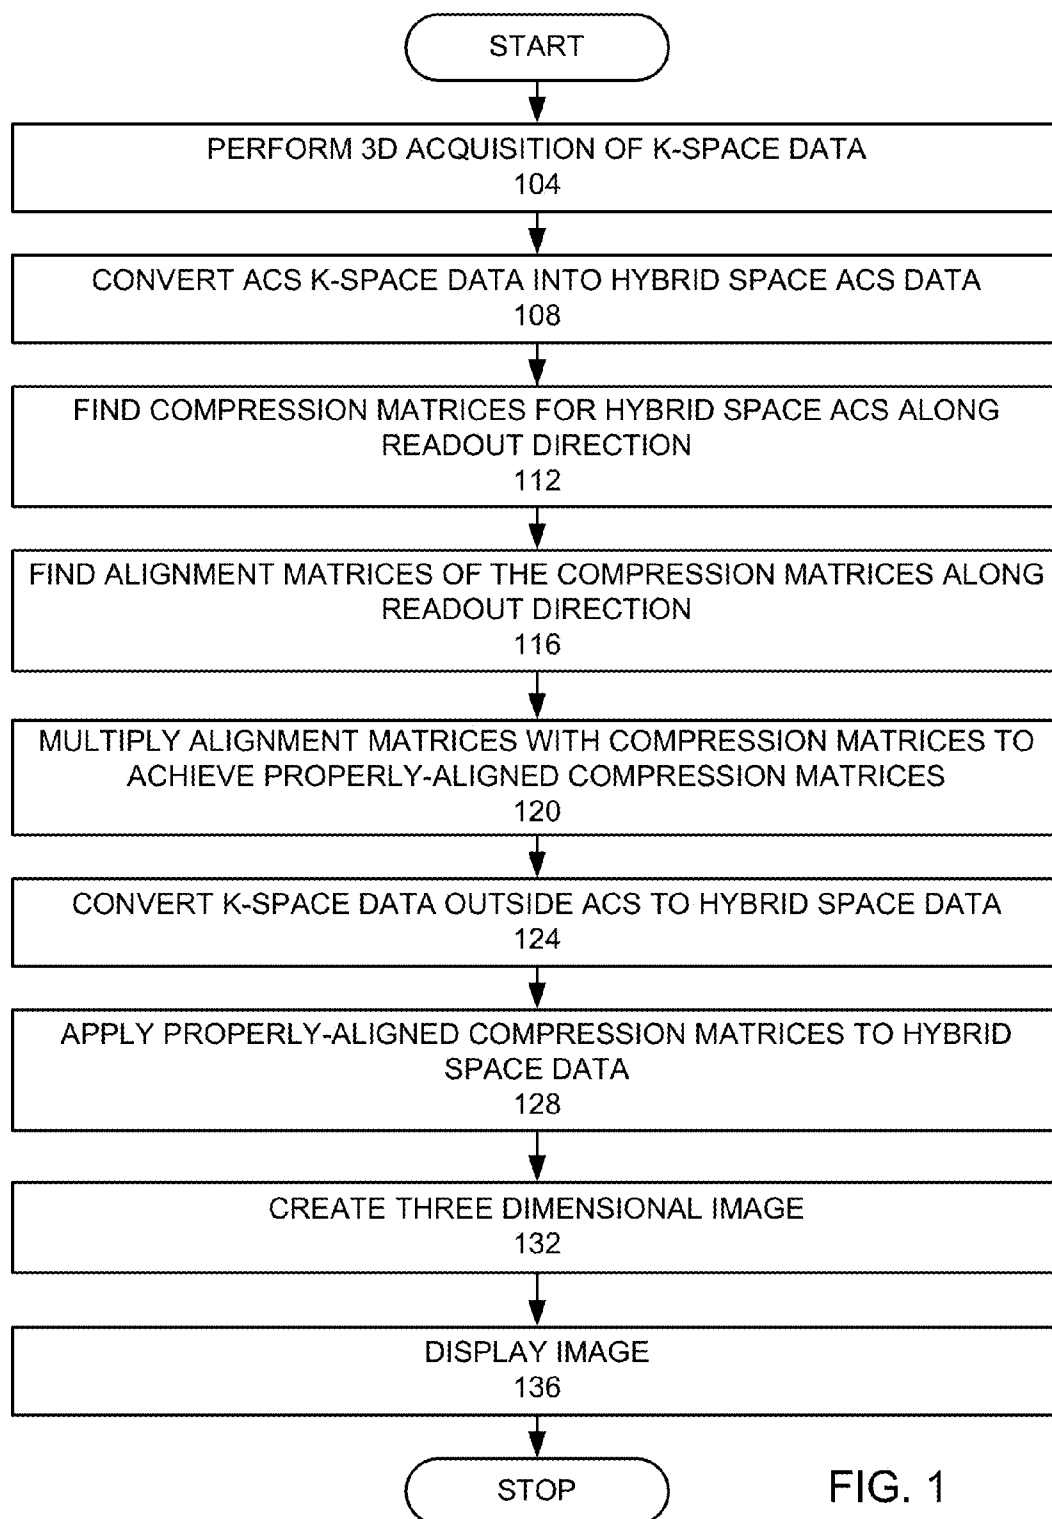 START
PERFORM 3D ACQUISITION OF K-SPACE DATA
104
CONVERT ACS K-SPACE DATA INTO HYBRID SPACE ACS DATA
108
FIND COMPRESSION MATRICES FOR HYBRID SPACE ACS ALONG
READOUT DIRECTION
112
FIND ALIGNMENT MATRICES OF THE COMPRESSION MATRICES ALONG
READOUT DIRECTION
116
MULTIPLY ALIGNMENT MATRICES WITH COMPRESSION MATRICES TO
ACHIEVE PROPERLY-ALIGNED COMPRESSION MATRICES
120
CONVERT K-SPACE DATA OUTSIDE ACS TO HYBRID SPACE DATA
124
APPLY PROPERLY-ALIGNED COMPRESSION MATRICES TO HYBRID
SPACE DATA
128
CREATE THREE DIMENSIONAL IMAGE
132
DISPLAY IMAGE
136
STOP
FIG. 1